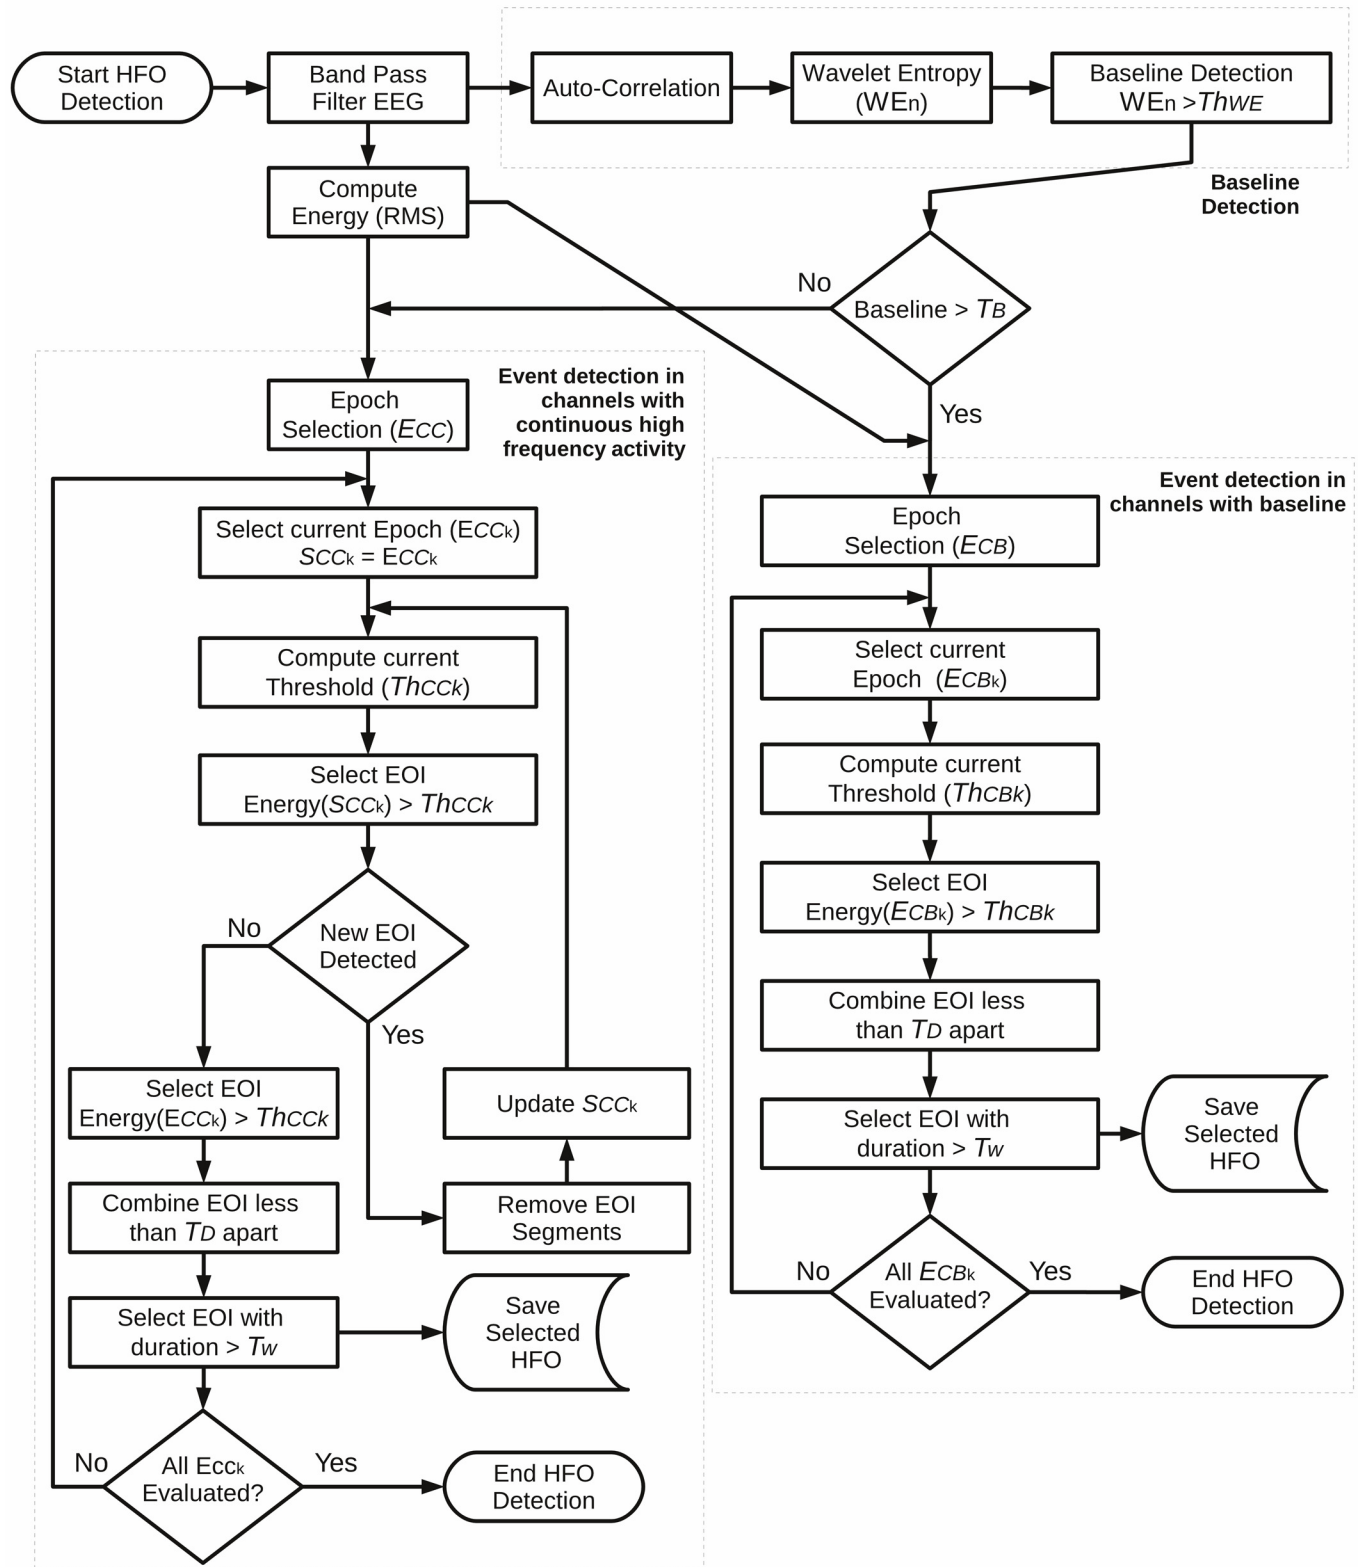 Start HFO
Detection
Band Pass
Filter EEG
Auto-Correlation
Wavelet Entropy
(WEn)
Baseline Detection
WEn >ThWE
Baseline
Detection
Compute
Energy (RMS)
No
Baseline > TB
Yes
Event detection in
channels with
continuous high
frequency activity
Epoch
Selection (ECC)
Select current Epoch (ECCk)
SCCk = ECCk
Compute current
Threshold (ThCCk)
Select EOI
Energy(SCCk) > ThCCk
No
New EOI
Detected
Yes
Select EOI
Energy(ECCk) > ThCCk
Update SCCk
Combine EOI less
than TD apart
Remove EOI
Segments
Select EOI with
duration > Tw
Save
Selected
HFO
No
All Ecck
Evaluated?
Yes
End HFO
Detection
Event detection in
channels with baseline
Epoch
Selection (ECB)
Select current
Epoch (ECBk)
Compute current
Threshold (ThCBk)
Select EOI
Energy(ECBk) > ThCBk
Combine EOI less
than TD apart
Select EOI with
duration > Tw
Save
Selected
HFO
No
All ECBk
Evaluated?
Yes
End HFO
Detection